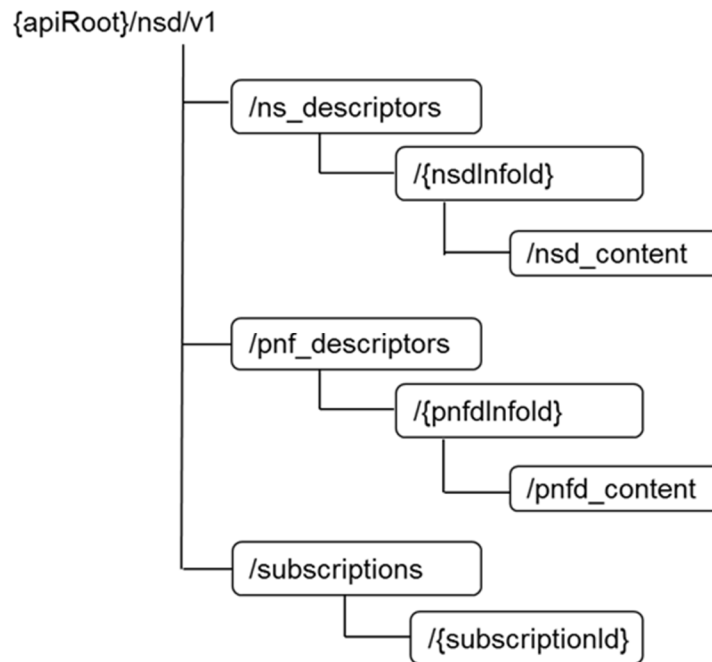 {apiRoot}/nsd/v1
/ns_descriptors
/{nsdInfoId}
/nsd_content
/pnf_descriptors
/{pnfdInfoId}
/pnfd_content
/subscriptions
/{subscriptionId}